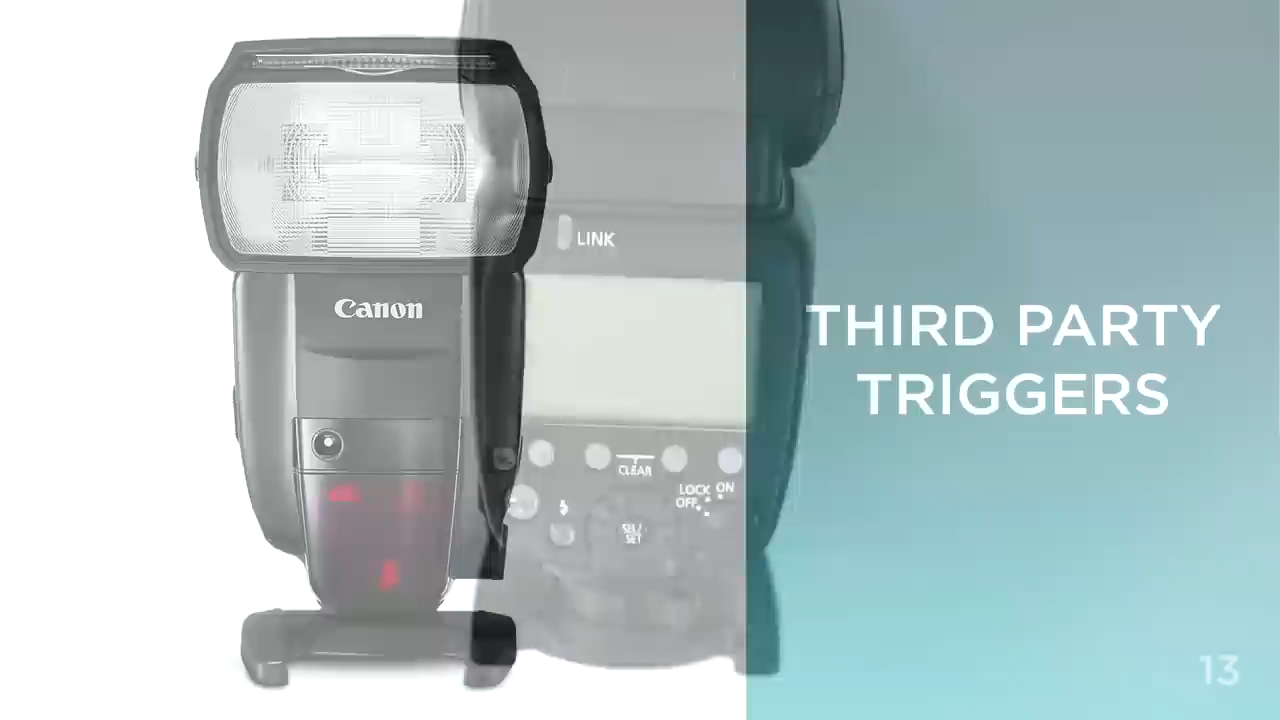 LINK
Canon
THIRD PARTY
TRIGGERS
CLEAR
LOCK ON
OFF
SEL/
SET
13